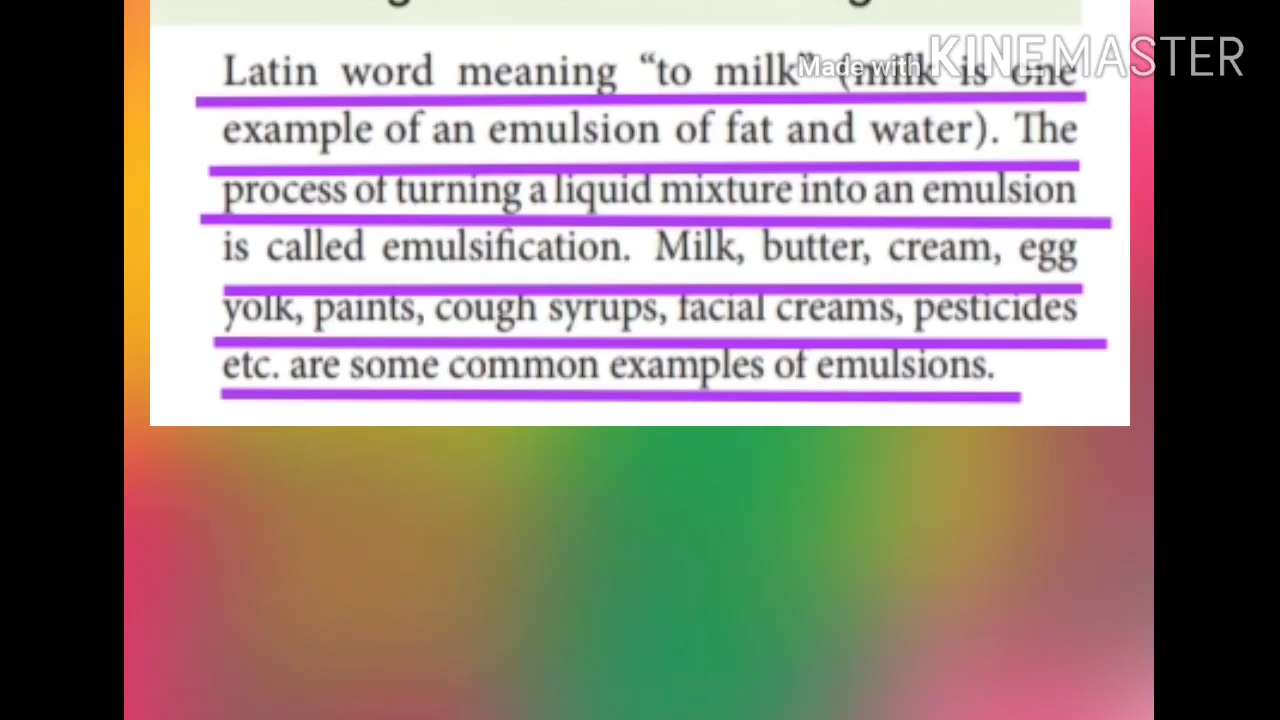 Latin word meaning “to milk” (milk is one
Made with KINEMASTER
example of an emulsion of fat and water). The
process of turning a liquid mixture into an emulsion
is called emulsification. Milk, butter, cream, egg
yolk, paints, cough syrups, facial creams, pesticides
etc. are some common examples of emulsions.